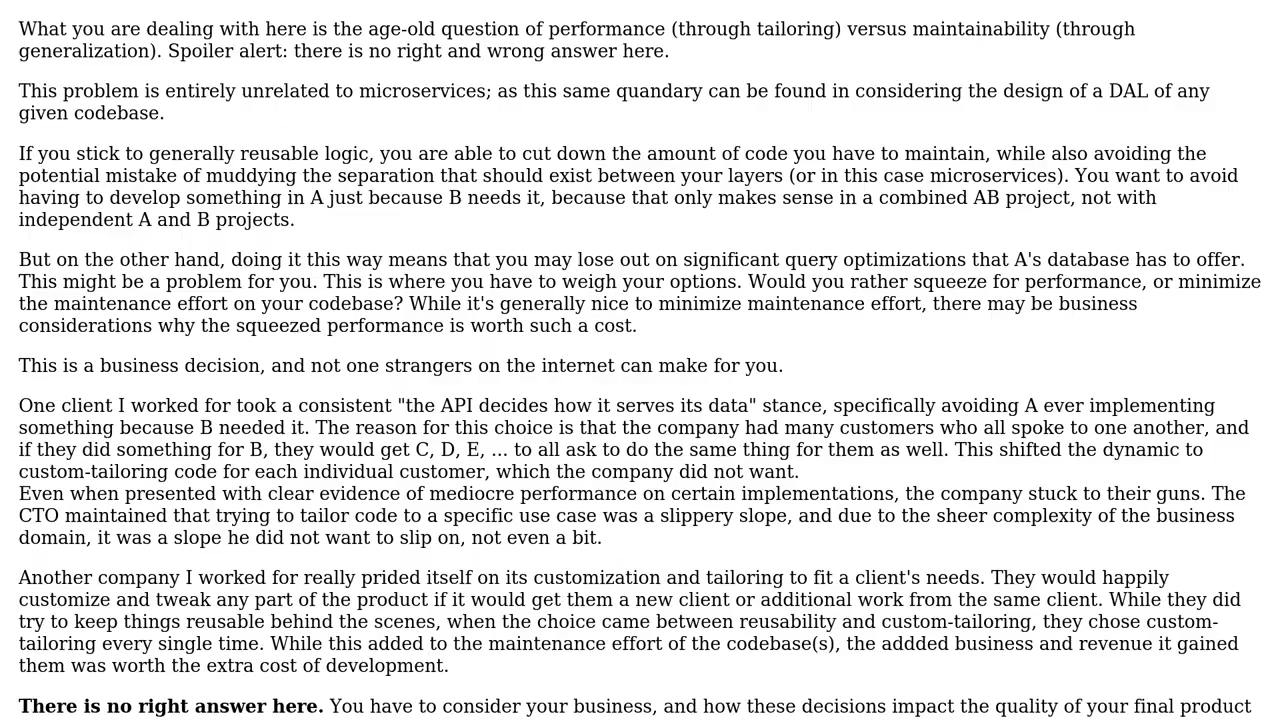 What you are dealing with here is the age-old question of performance (through tailoring) versus maintainability (through
generalization). Spoiler alert: there is no right and wrong answer here.
This problem is entirely unrelated to microservices; as this same quandary can be found in considering the design of a DAL of any
given codebase.
If you stick to generally reusable logic, you are able to cut down the amount of code you have to maintain, while also avoiding the
potential mistake of muddying the separation that should exist between your layers (or in this case microservices). You want to avoid
having to develop something in A just because B needs it, because that only makes sense in a combined AB project, not with
independent A and B projects.
But on the other hand, doing it this way means that you may lose out on significant query optimizations that A's database has to offer.
This might be a problem for you. This is where you have to weigh your options. Would you rather squeeze for performance, or minimize
the maintenance effort on your codebase? While it's generally nice to minimize maintenance effort, there may be business
considerations why the squeezed performance is worth such a cost.
This is a business decision, and not one strangers on the internet can make for you.
One client I worked for took a consistent "the API decides how it serves its data" stance, specifically avoiding A ever implementing
something because B needed it. The reason for this choice is that the company had many customers who all spoke to one another, and
if they did something for B, they would get C, D, E, ... to all ask to do the same thing for them as well. This shifted the dynamic to
custom-tailoring code for each individual customer, which the company did not want.
Even when presented with clear evidence of mediocre performance on certain implementations, the company stuck to their guns. The
CTO maintained that trying to tailor code to a specific use case was a slippery slope, and due to the sheer complexity of the business
domain, it was a slope he did not want to slip on, not even a bit.
Another company I worked for really prided itself on its customization and tailoring to fit a client's needs. They would happily
customize and tweak any part of the product if it would get them a new client or additional work from the same client. While they did
try to keep things reusable behind the scenes, when the choice came between reusability and custom-tailoring, they chose custom-
tailoring every single time. While this added to the maintenance effort of the codebase(s), the addded business and revenue it gained
them was worth the extra cost of development.
There is no right answer here. You have to consider your business, and how these decisions impact the quality of your final product